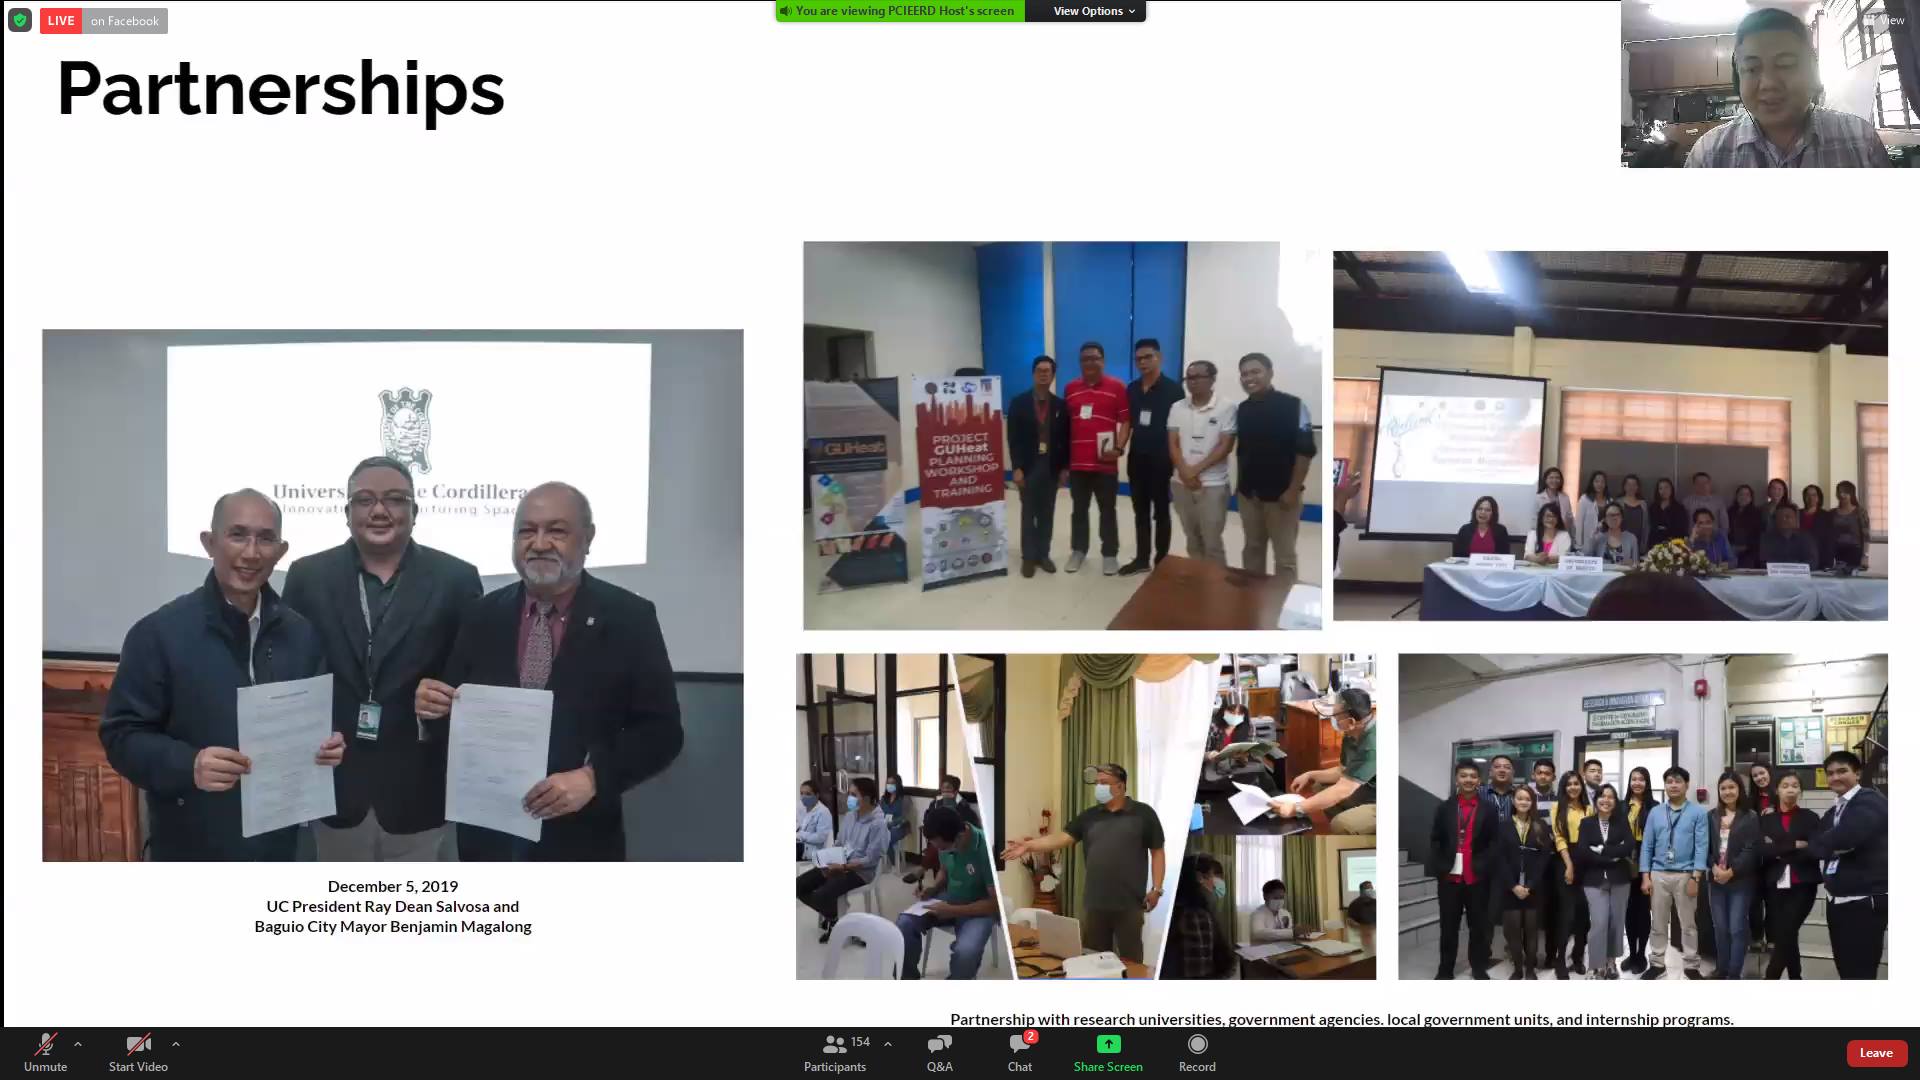 LIVE on Facebook
You are viewing PCIEERD Host's screen
View Options
View
Partnerships
December 5, 2019
UC President Ray Dean Salvosa and
Baguio City Mayor Benjamin Magalong
GUHeat
PROJECT
GUHeat
PLANNING
WORKSHOP
AND
TRAINING
Partnership with research universities, government agencies. local government units, and internship programs.
Unmute
Start Video
154
Participants
Q&A
2
Chat
Share Screen
Record
Leave